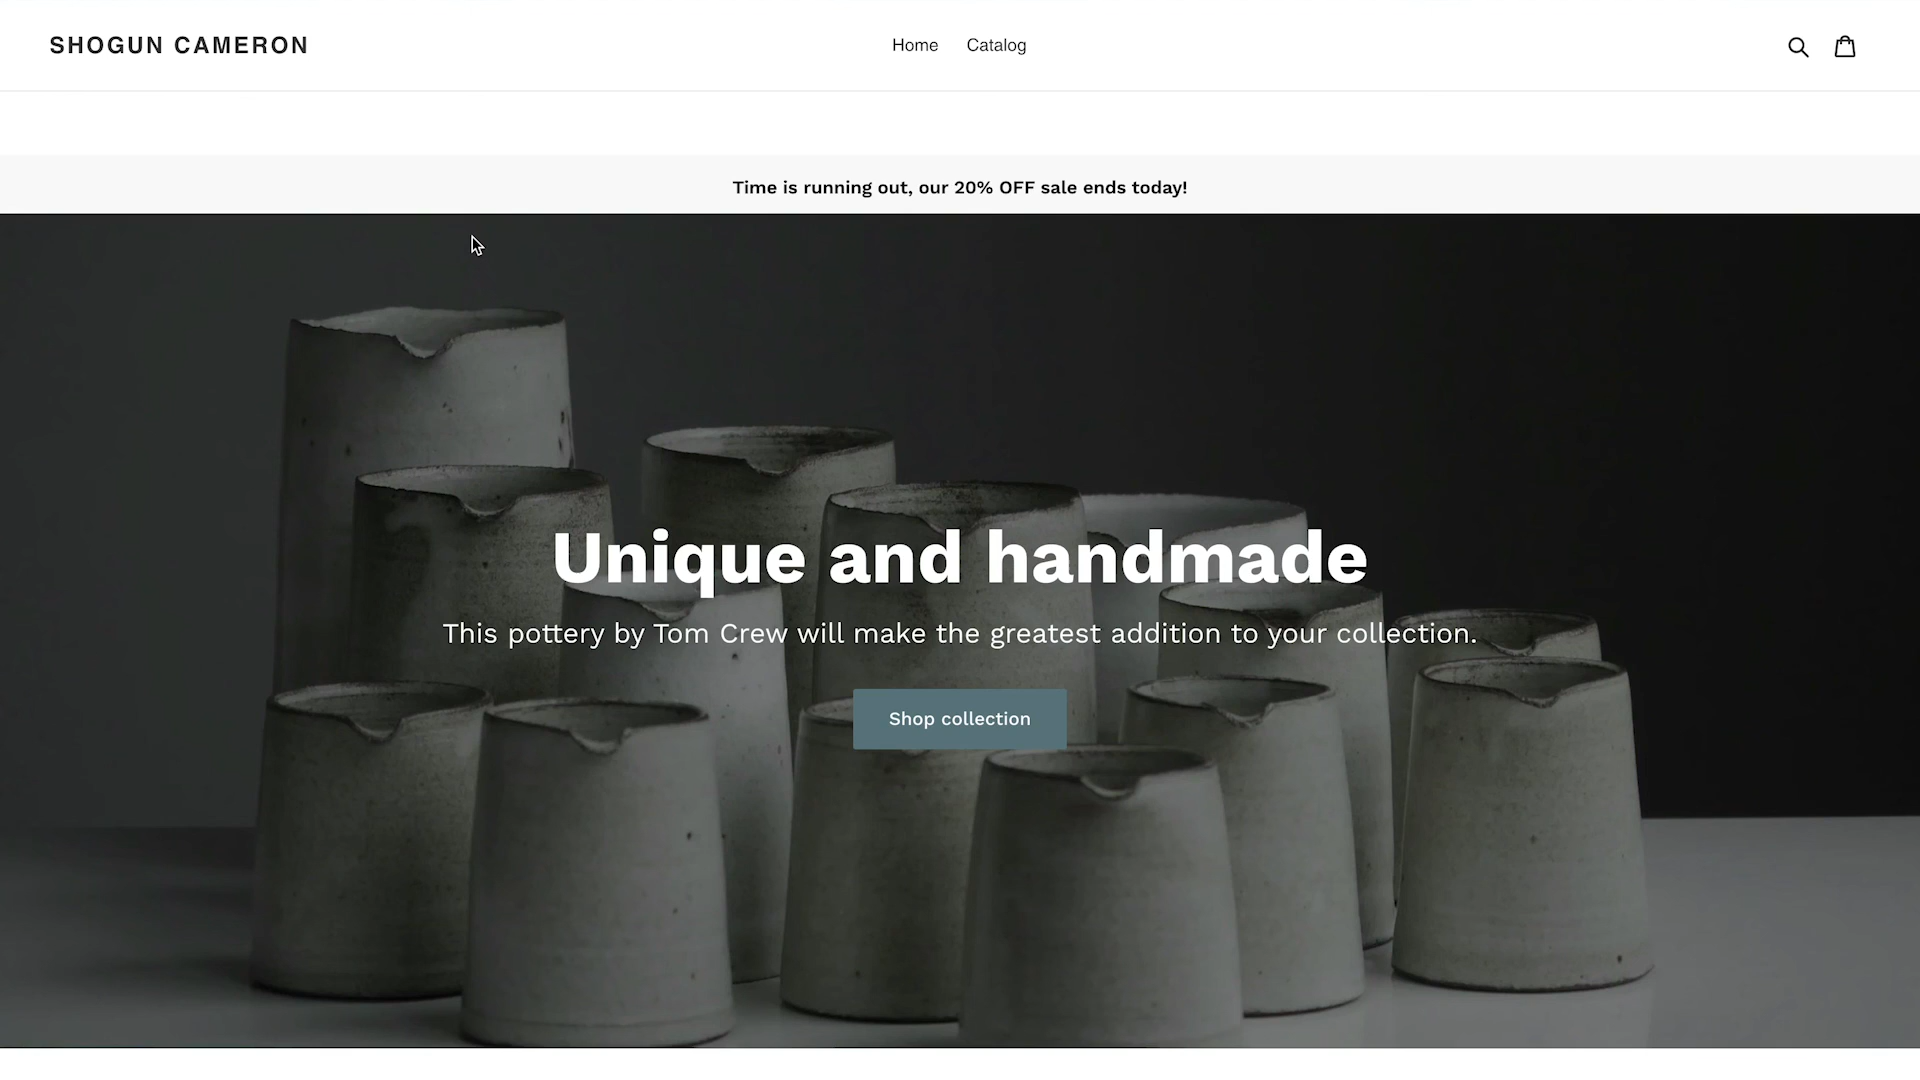 SHOGUN CAMERON
Home Catalog
Time is running out, our 20% OFF sale ends today!
Unique and handmade
This pottery by Tom Crew will make the greatest addition to your collection.
Shop collection